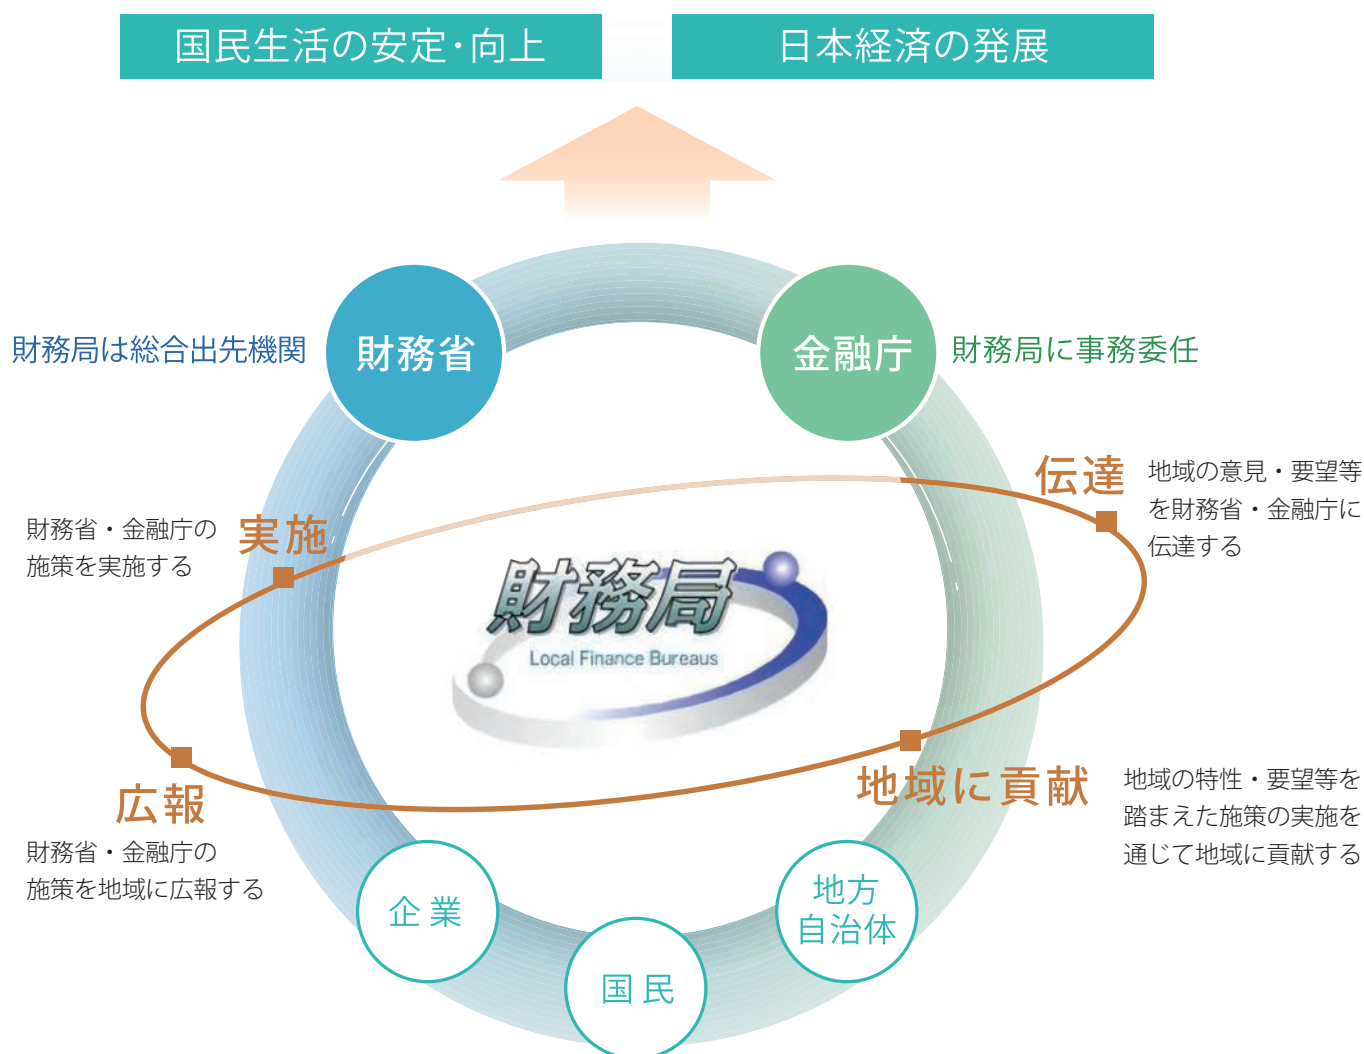 国民生活の安定・向上
日本経済の発展
財務局は総合出先機関
財務省
金融庁
財務局に事務委任
伝達
地域の意見・要望等
を財務省・金融庁に
伝達する
実施
財務省・金融庁の
施策を実施する
財務局
Local Finance Bureaus
広報
財務省・金融庁の
施策を地域に広報する
地域に貢献
地域の特性・要望等を
踏まえた施策の実施を
通じて地域に貢献する
企業
国民
地方
自治体